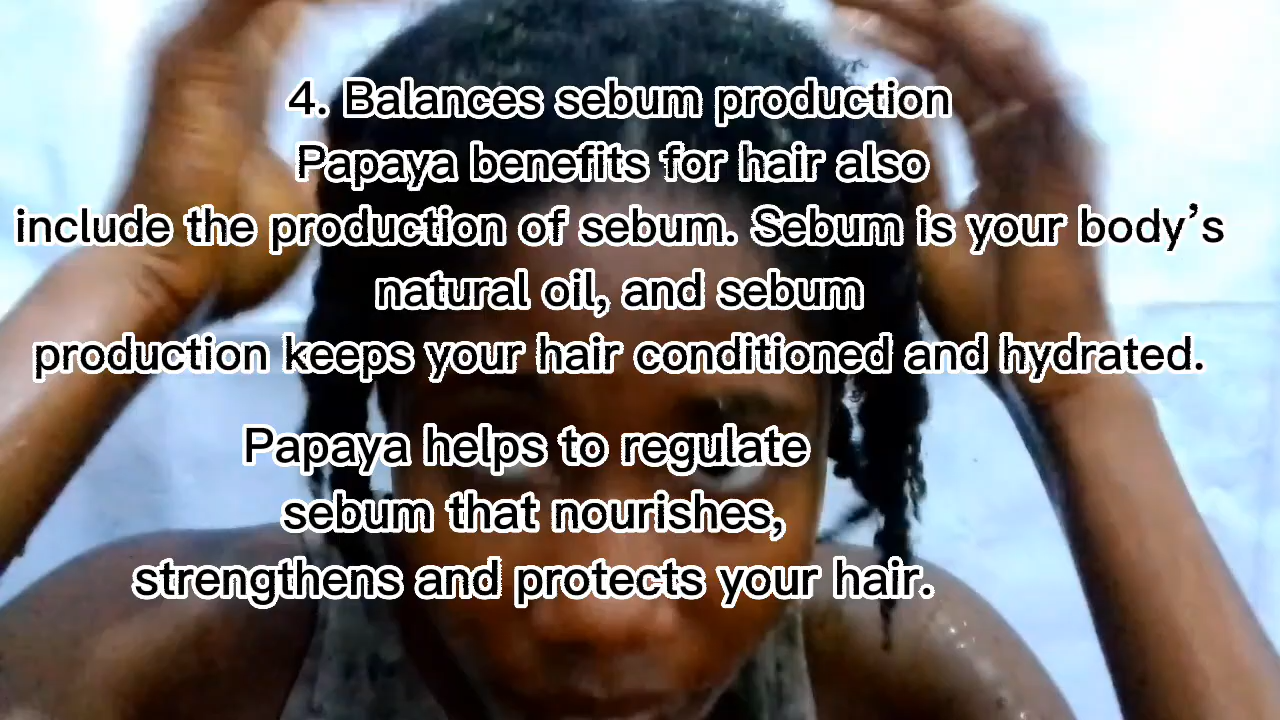 4. Balances sebum production
Papaya benefits for hair also
include the production of sebum. Sebum is your body’s
natural oil, and sebum
production keeps your hair conditioned and hydrated.
Papaya helps to regulate
sebum that nourishes,
strengthens and protects your hair.